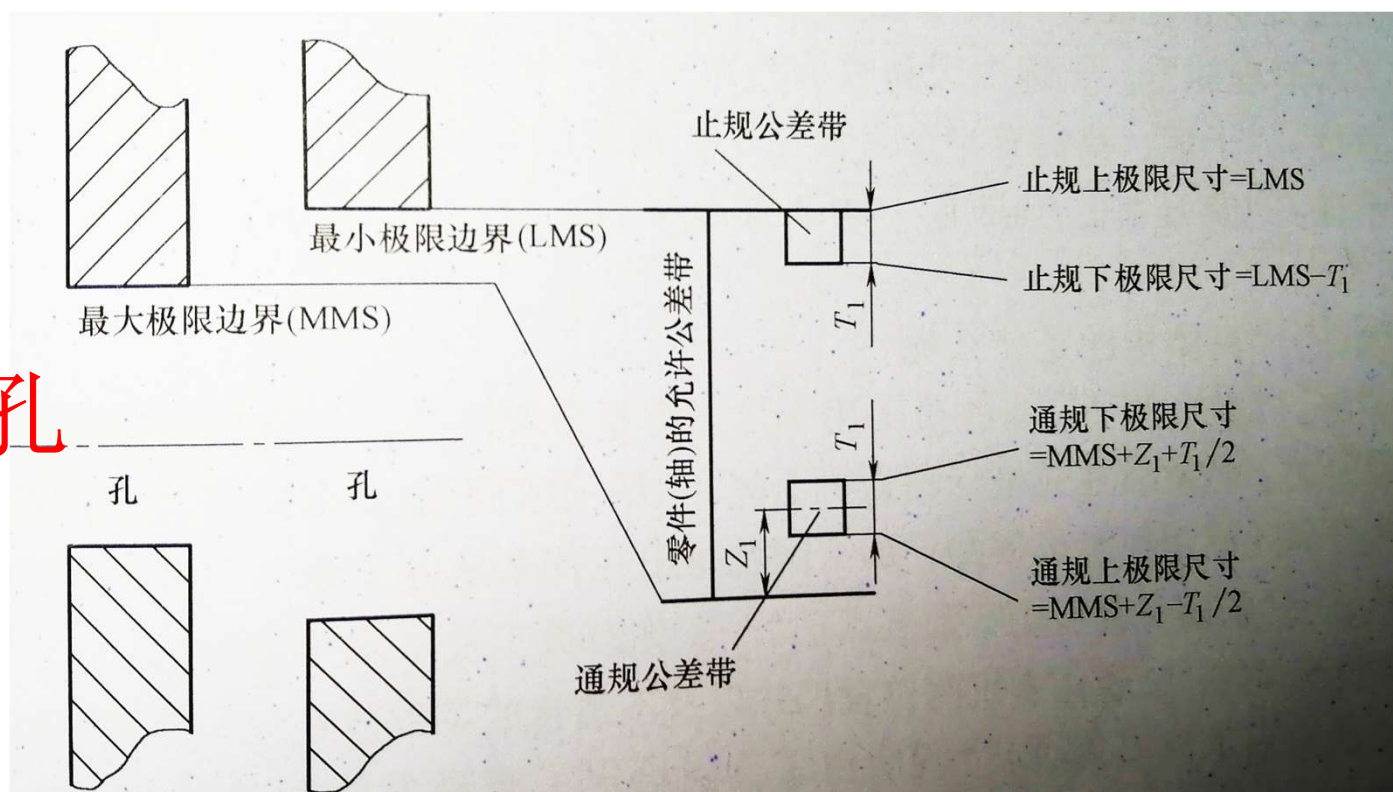 止规公差带
止规上极限尺寸=LMS
最小极限边界(LMS)
止规下极限尺寸=LMS-T₁
最大极限边界(MMS)
T₁
零件(轴)的允许公差带
孔
T₁
通规下极限尺寸
=MMS+Z₁+T₁/2
孔
孔
Z₁
通规上极限尺寸
=MMS+Z₁-T₁/2
通规公差带